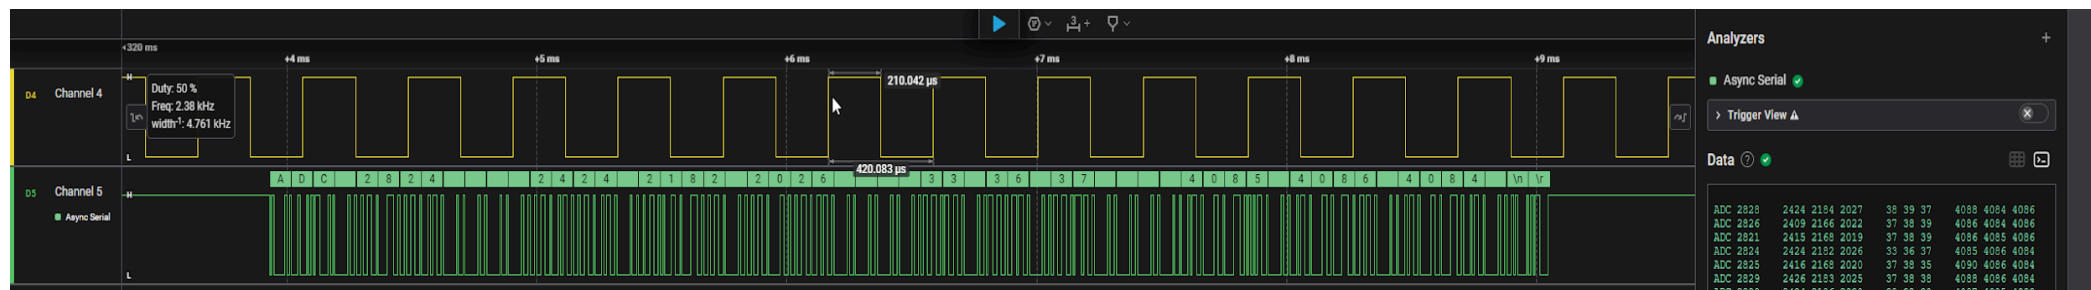 3
+320 ms
+4 ms +5 ms +6 ms +7 ms +8 ms +9 ms
D4 Channel 4
H
L
Duty: 50 %
Freq: 2.38 kHz
width-1: 4.761 kHz
210.042 µs
420.083 µs
D5 Channel 5
Async Serial
H
L
A D C 2 8 2 4 2 4 2 4 2 1 8 2 2 0 2 6 3 3 3 6 3 7 4 0 8 5 4 0 8 6 4 0 8 4 \n \r
Analyzers
Async Serial
Trigger View
Data
ADC 2828 2424 2184 2027 38 39 37 4088 4084 4086
ADC 2826 2409 2166 2022 37 38 39 4086 4084 4086
ADC 2821 2415 2168 2019 37 38 39 4086 4085 4086
ADC 2824 2424 2182 2026 33 36 37 4085 4086 4084
ADC 2825 2416 2168 2020 37 38 35 4090 4086 4084
ADC 2829 2426 2183 2025 37 38 38 4088 4086 4084